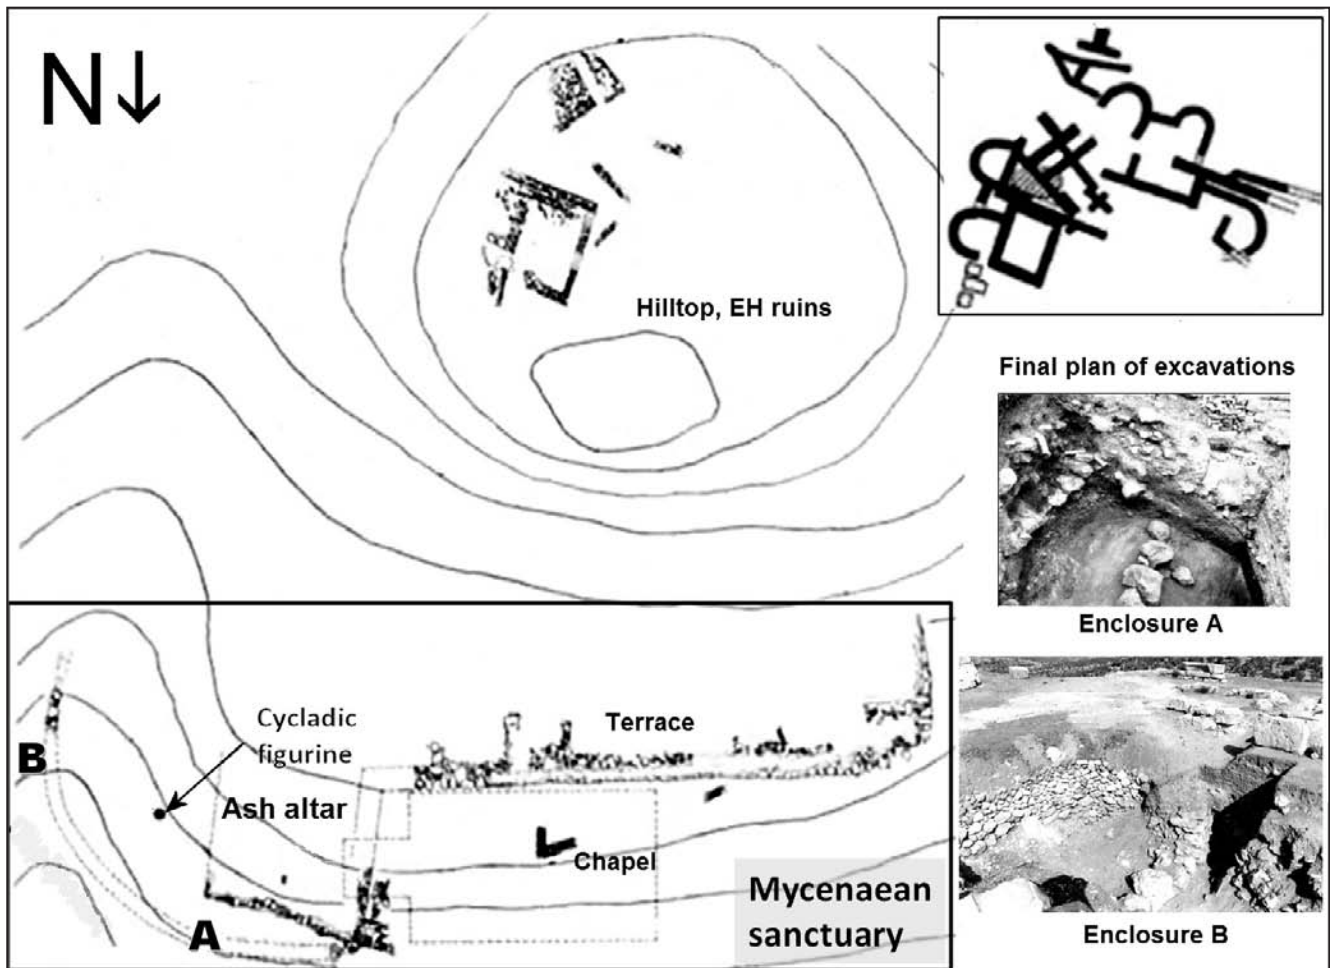 N↓
Hilltop, EH ruins
Final plan of excavations
Enclosure A
Cycladic
figurine
Terrace
B
Ash altar
Chapel
Mycenaean
sanctuary
A
Enclosure B